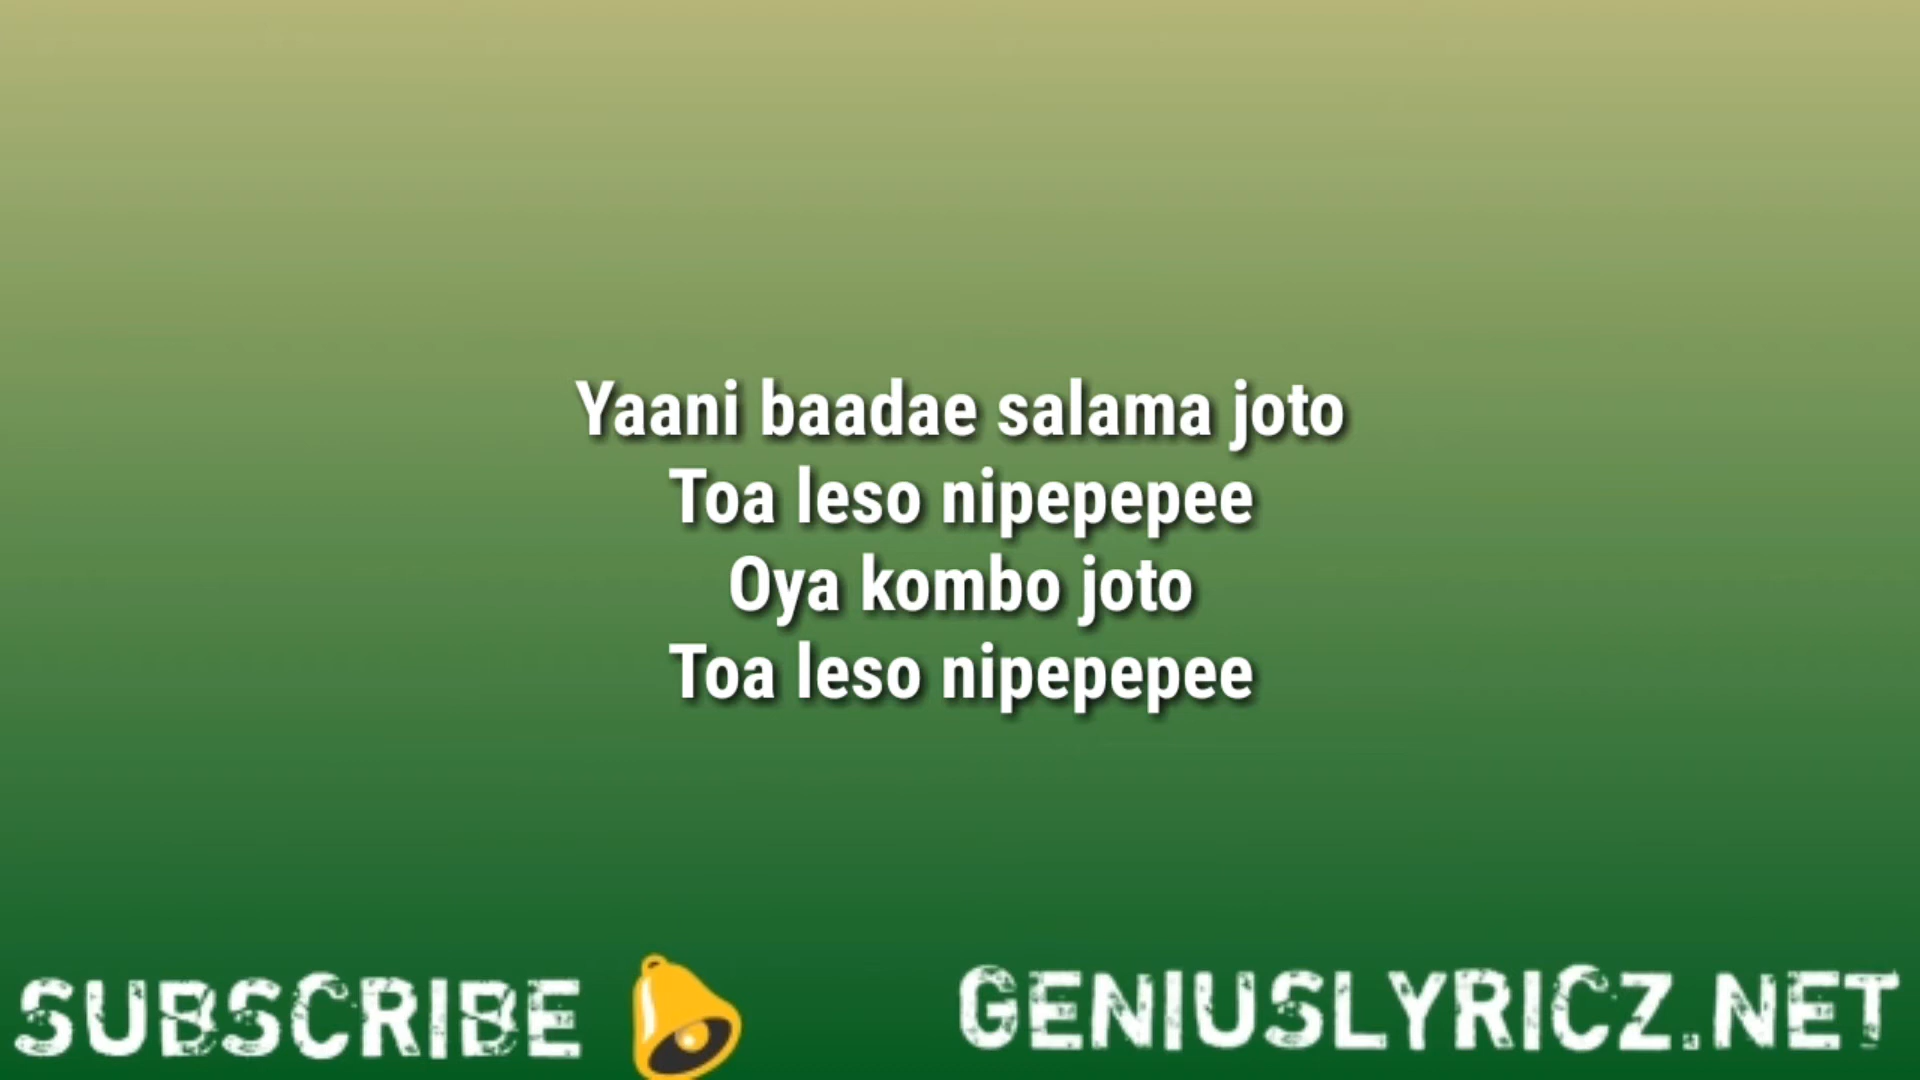 Yaani baadae salama joto
Toa leso nipepepee
Oya kombo joto
Toa leso nipepepee
SUBSCRIBE
GENIUSLYRICZ.NET